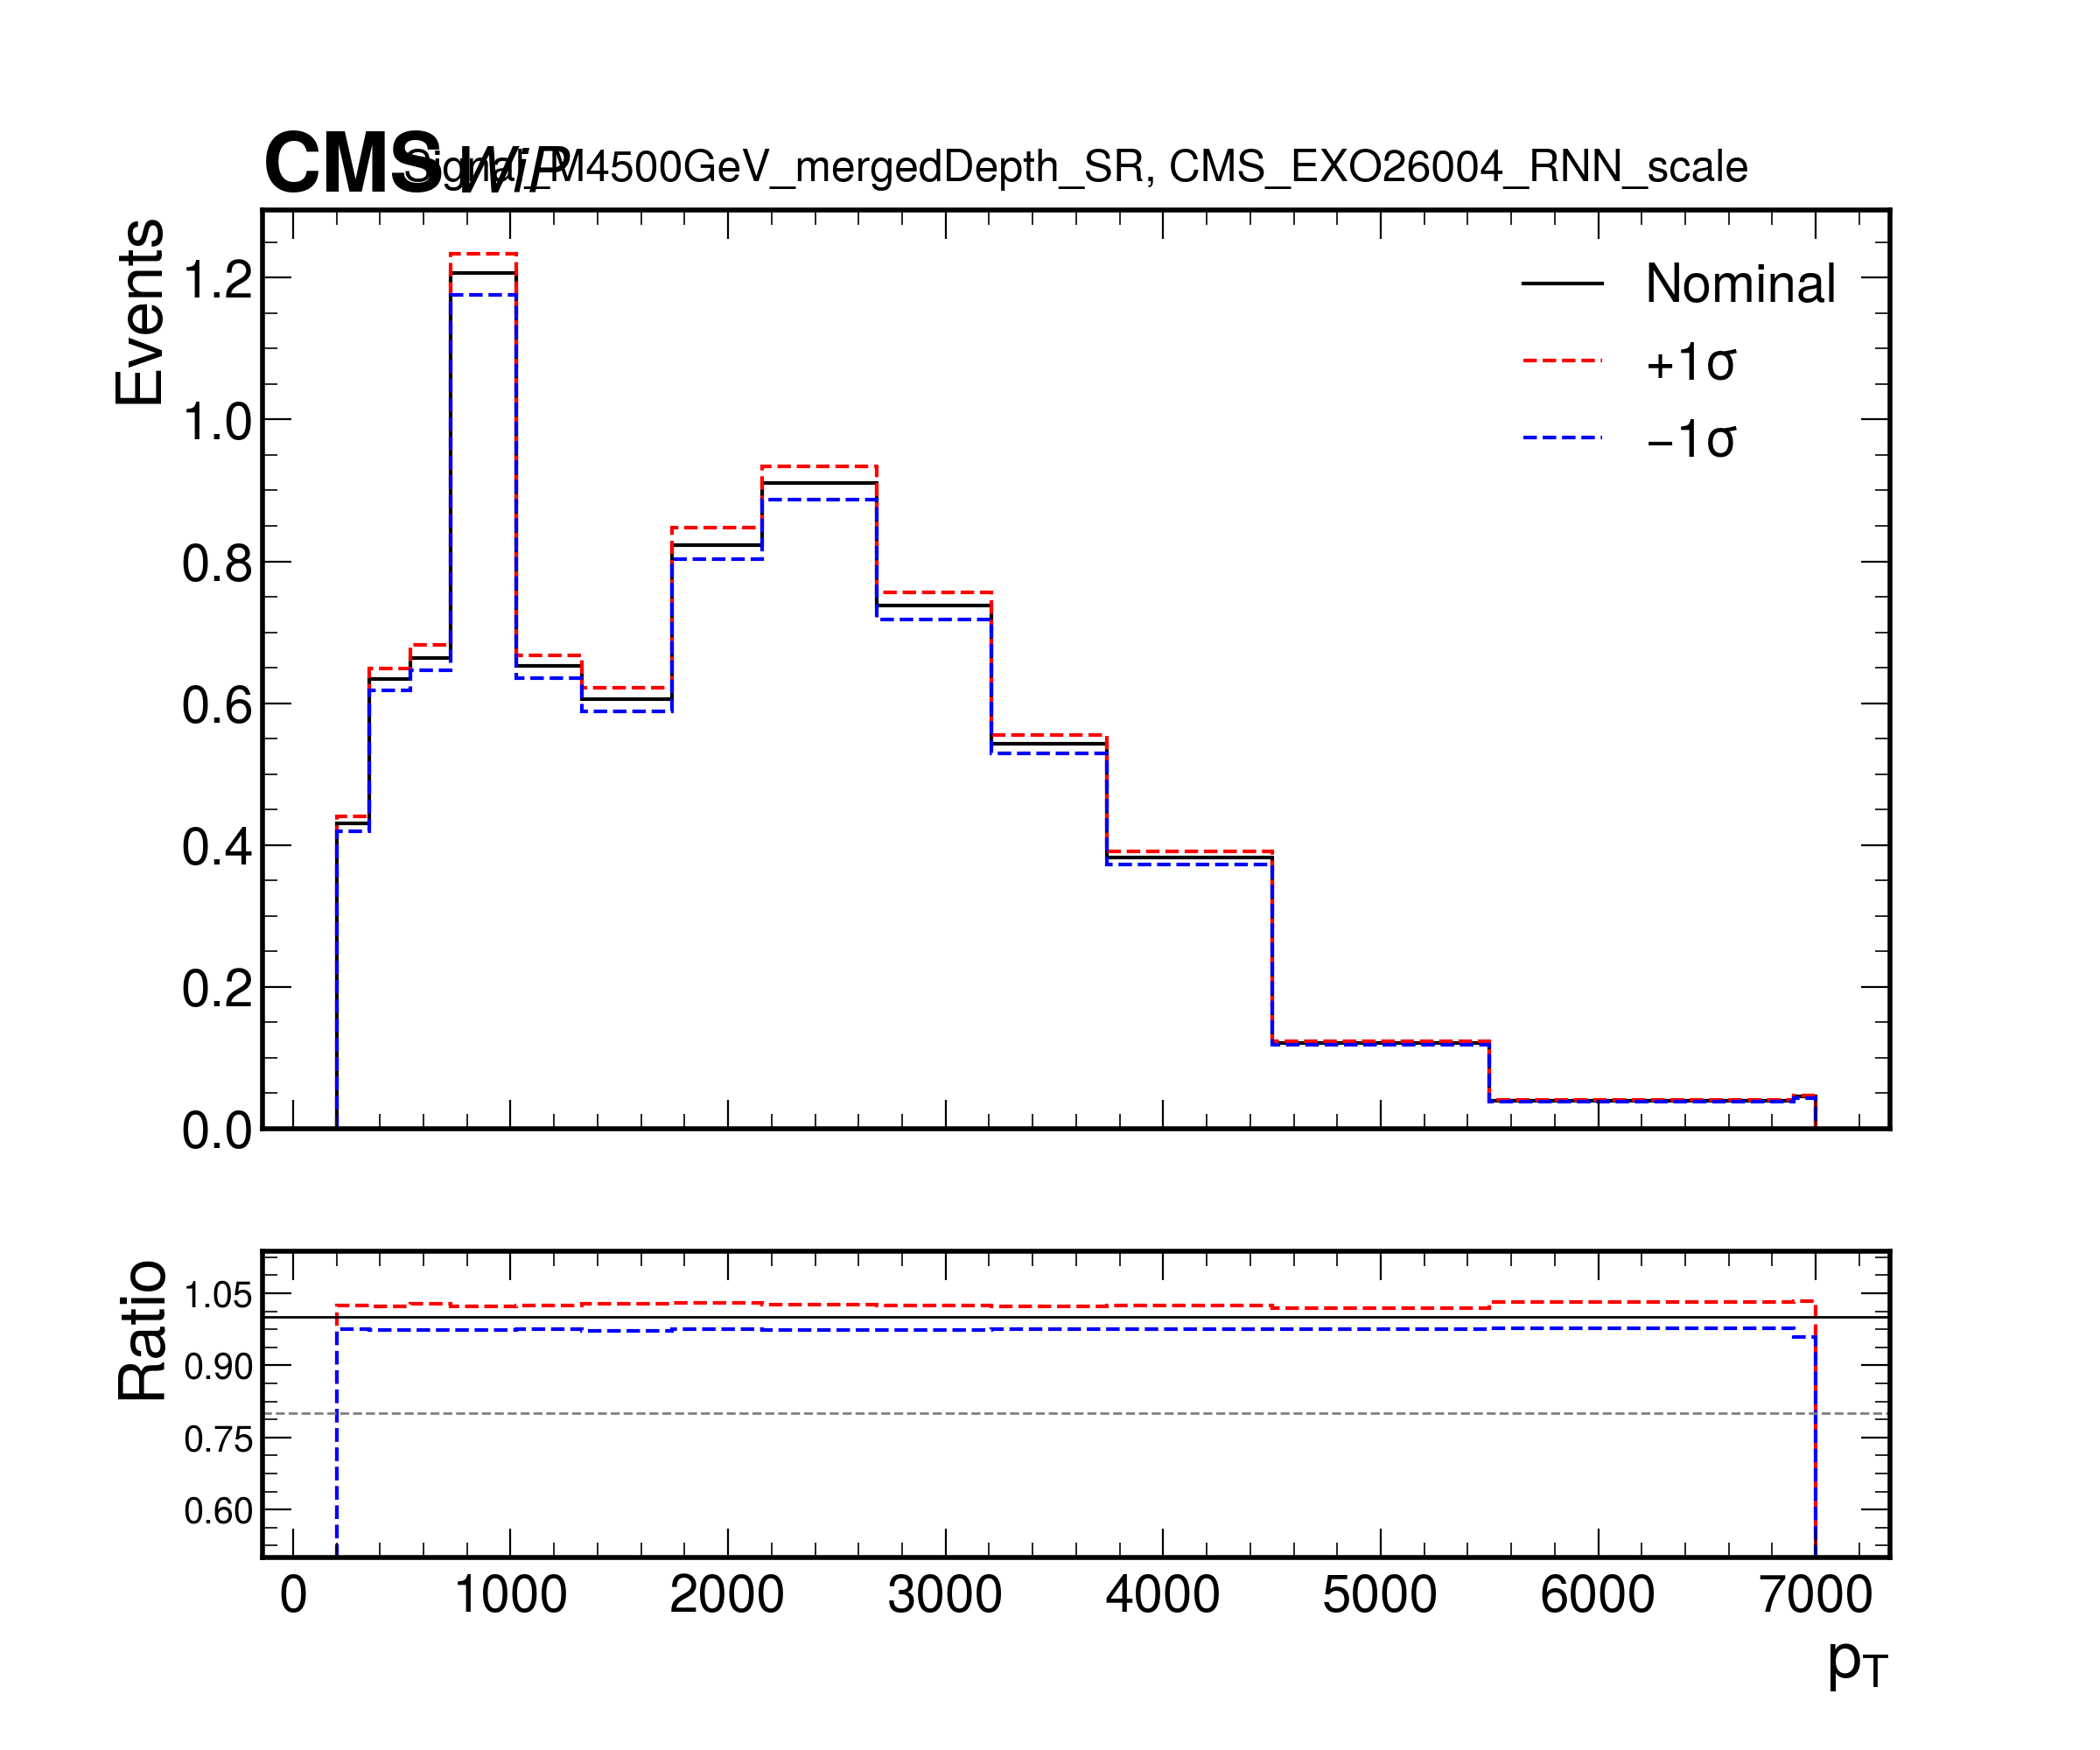 CMS WiP
Signal_M4500GeV_mergedDepth_SR, CMS_EXO26004_RNN_scale
Events
1.2
1.0
0.8
0.6
0.4
0.2
0.0
Nominal
+1σ
−1σ
Ratio
1.05
0.90
0.75
0.60
0 1000 2000 3000 4000 5000 6000 7000
pT